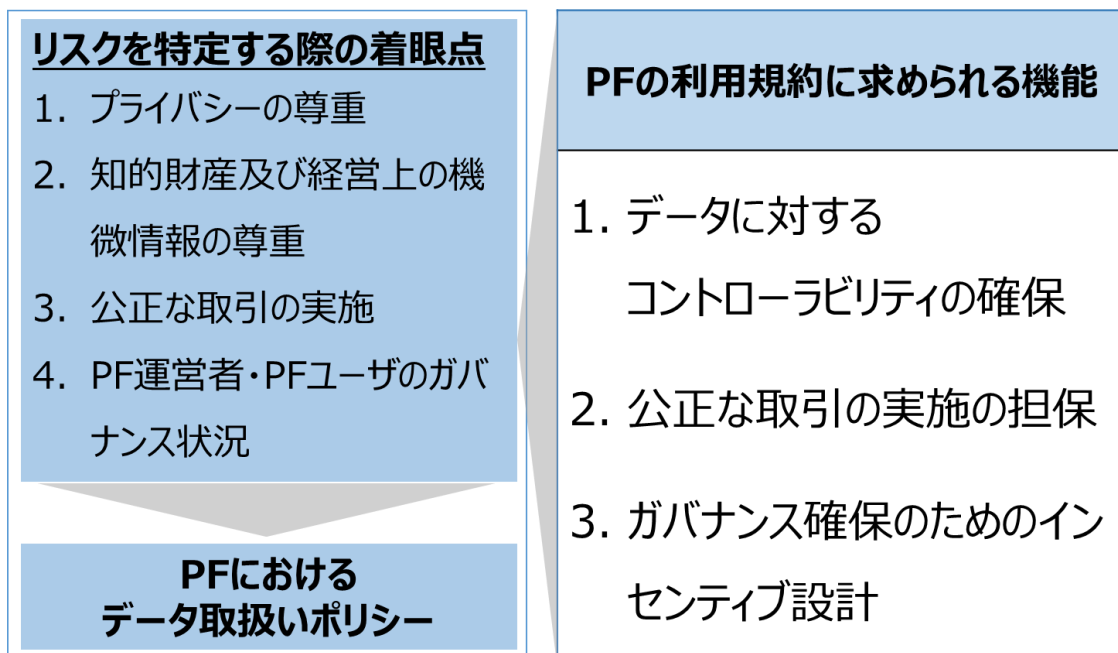 リスクを特定する際の着眼点
1. プライバシーの尊重
2. 知的財産及び経営上の機
微情報の尊重
3. 公正な取引の実施
4. PF運営者・PFユーザのガバ
ナンス状況
PFにおける
データ取扱いポリシー
PFの利用規約に求められる機能
1. データに対する
コントローラビリティの確保
2. 公正な取引の実施の担保
3. ガバナンス確保のためのイン
センティブ設計